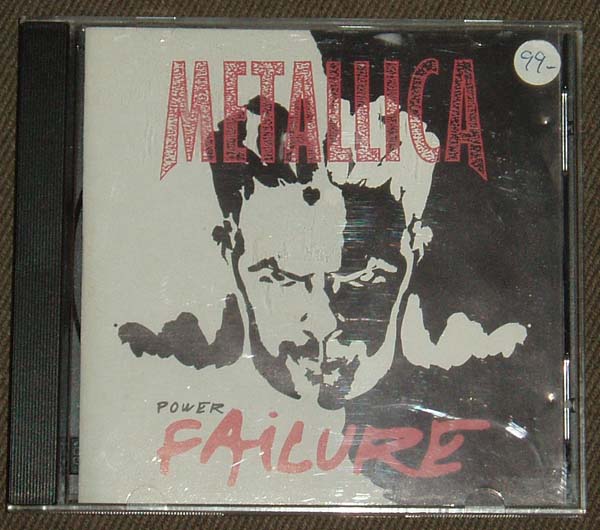 METALLICA
99-
POWER
FAiLURE